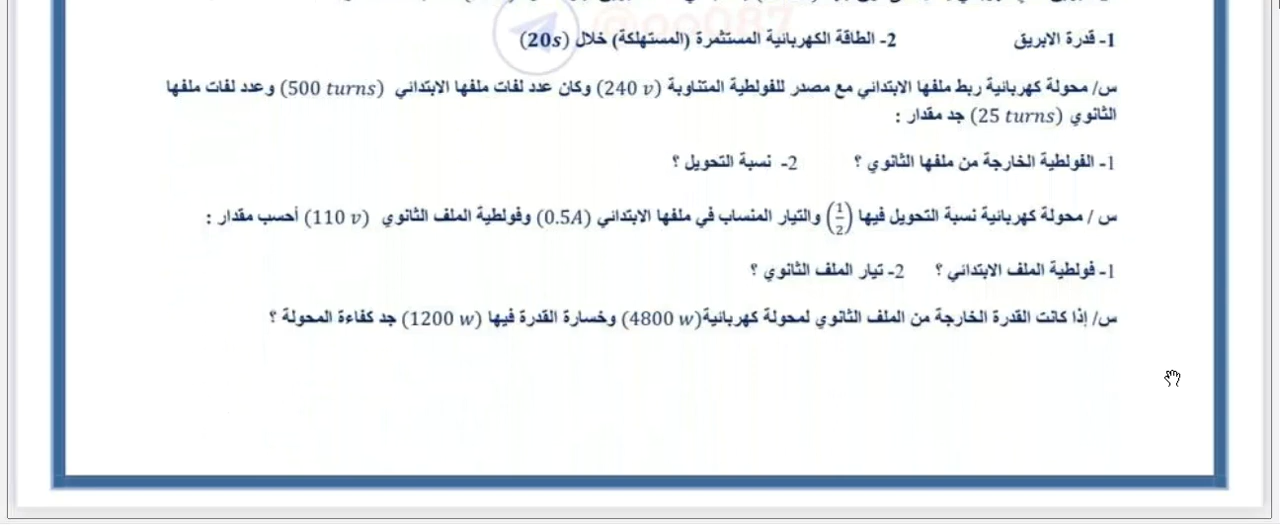 1- قدرة الابريق 2- الطاقة الكهربائية المستثمرة (المستهلكة) خلال (20s)
س/ محولة كهربائية ربط ملفها الابتدائي مع مصدر للفولطية المتناوبة (240 v) وكان عدد لفات ملفها الابتدائي (500 turns) وعدد لفات ملفها
الثانوي (25 turns) جد مقدار :
1- الفولطية الخارجة من ملفها الثانوي ؟ 2- نسبة التحويل ؟
س / محولة كهربائية نسبة التحويل فيها (1/2) والتيار المنساب في ملفها الابتدائي (0.5A) وفولطية الملف الثانوي (110 v) أحسب مقدار :
1- فولطية الملف الابتدائي ؟ 2- تيار الملف الثانوي ؟
س/ إذا كانت القدرة الخارجة من الملف الثانوي لمحولة كهربائية(4800 w) وخسارة القدرة فيها (1200 w) جد كفاءة المحولة ؟